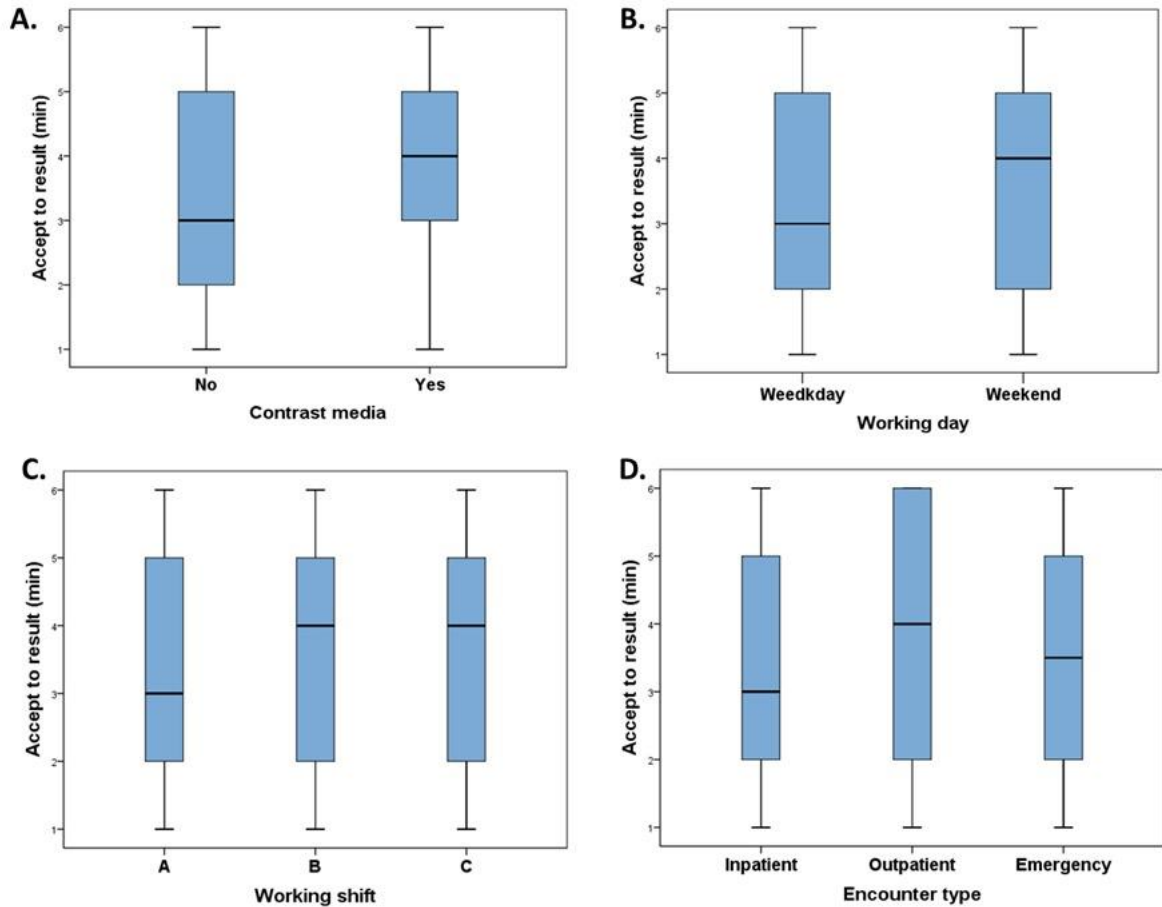 A.
Accept to result (min)
6
5
4
3
2
1
No Yes
Contrast media
B.
Accept to result (min)
6
5
4
3
2
1
Weedkday Weekend
Working day
C.
Accept to result (min)
6
5
4
3
2
1
A B C
Working shift
D.
Accept to result (min)
6
5
4
3
2
1
Inpatient Outpatient Emergency
Encounter type